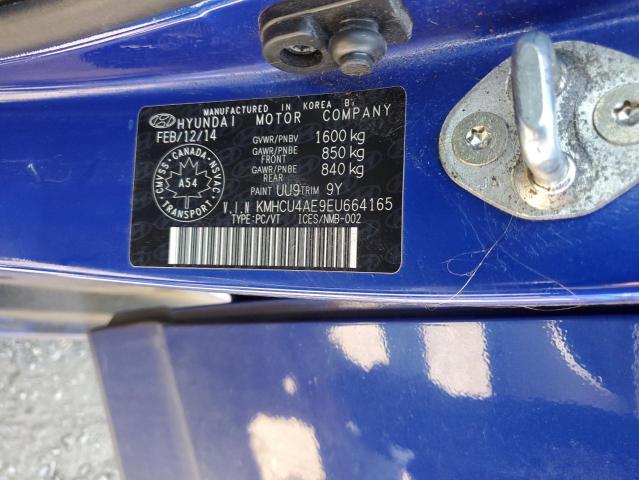 MANUFACTURED IN KOREA BY
HYUNDAI MOTOR COMPANY
FEB/12/14
GVWR/PNBV 1600 kg
GAWR/PNBE FRONT 850 kg
GAWR/PNBE REAR 840 kg
PAINT UU9 TRIM 9Y
V.I.N KMHCU4AE9EU664165
TYPE:PC/VT ICES/NMB-002
CMVSS-CANADA-NSVAC
A54
TRANSPORT